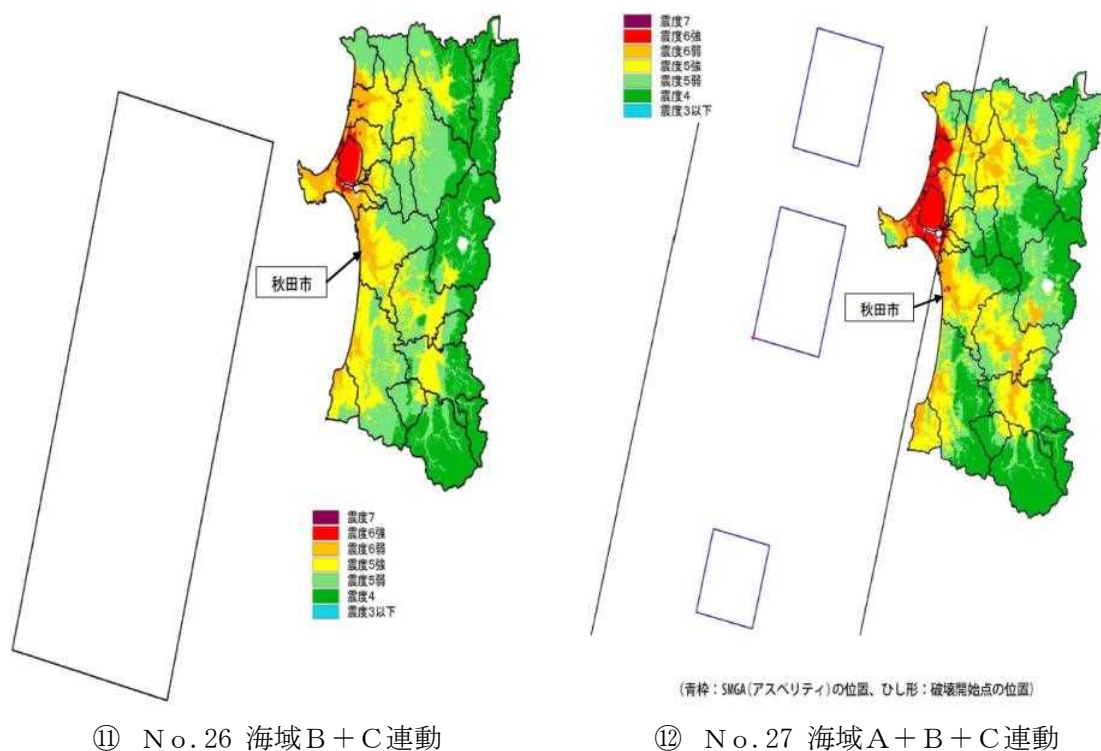 震度7
震度6強
震度6弱
震度5強
震度5弱
震度4
震度3以下
秋田市
震度7
震度6強
震度6弱
震度5強
震度5弱
震度4
震度3以下
秋田市
(青枠：SMGA(アスペリティ)の位置、ひし形：破壊開始点の位置)
⑪ No.26 海域B＋C連動
⑫ No.27 海域A＋B＋C連動